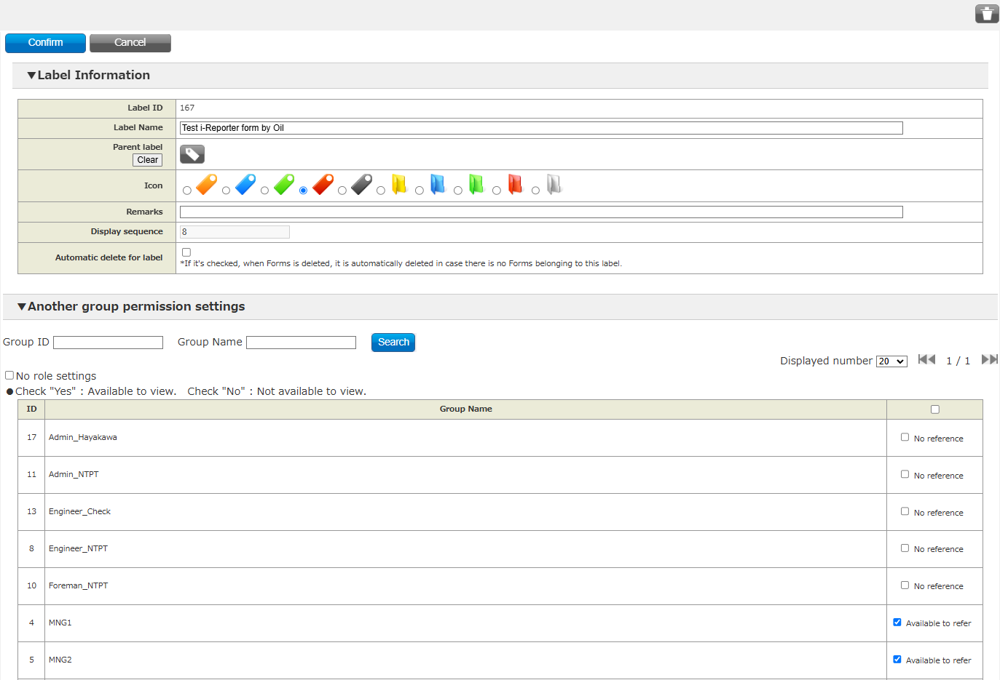 Confirm Cancel
▼Label Information
Label ID 167
Label Name Test i-Reporter form by Oil
Parent label
Clear
Icon
Remarks
Display sequence 8
Automatic delete for label
*If it's checked, when Forms is deleted, it is automatically deleted in case there is no Forms belonging to this label.
▼Another group permission settings
Group ID Group Name Search
Displayed number 20 1 / 1
No role settings
●Check "Yes" : Available to view. Check "No" : Not available to view.
ID Group Name
17 Admin_Hayakawa No reference
11 Admin_NTPT No reference
13 Engineer_Check No reference
8 Engineer_NTPT No reference
10 Foreman_NTPT No reference
4 MNG1 Available to refer
5 MNG2 Available to refer